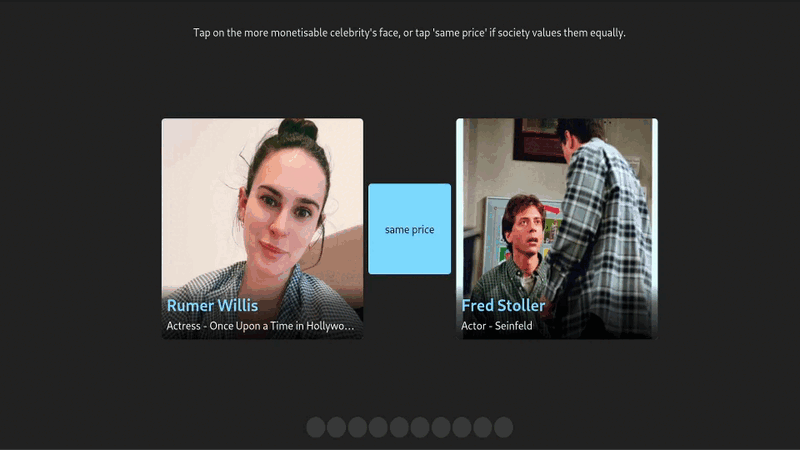 Tap on the more monetisable celebrity's face, or tap 'same price' if society values them equally.
Rumer Willis
Actress - Once Upon a Time in Hollywo...
same price
Fred Stoller
Actor - Seinfeld